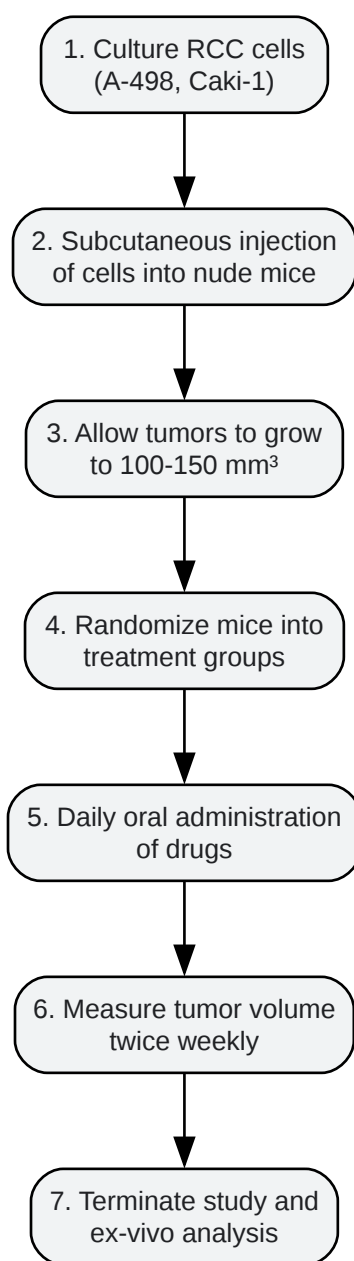 1. Culture RCC cells
(A-498, Caki-1)
2. Subcutaneous injection
of cells into nude mice
3. Allow tumors to grow
to 100-150 mm³
4. Randomize mice into
treatment groups
5. Daily oral administration
of drugs
6. Measure tumor volume
twice weekly
7. Terminate study and
ex-vivo analysis